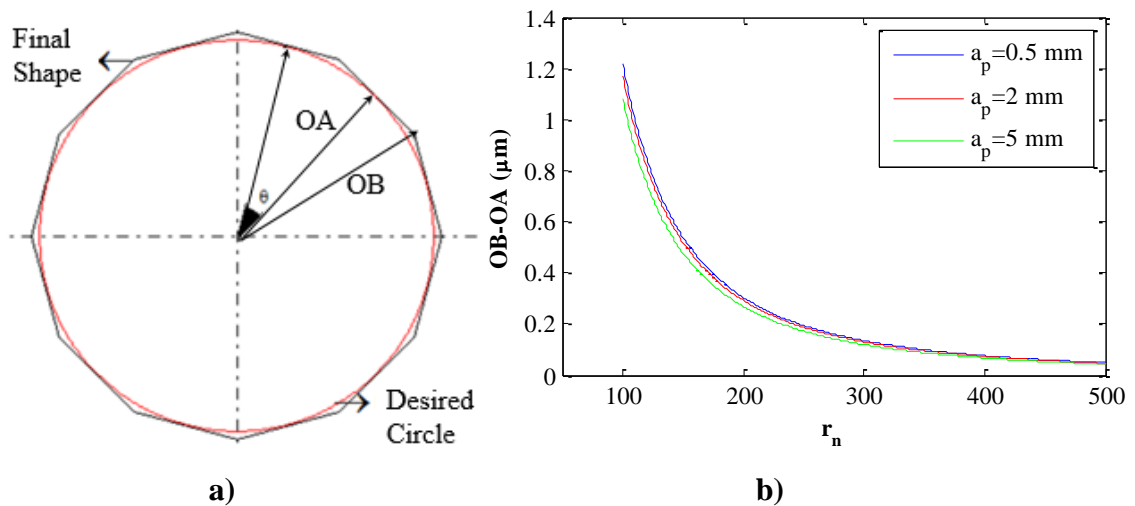 Final
Shape
OA
θ
OB
Desired
Circle
a)
1.4
1.2
1
0.8
0.6
0.4
0.2
0
OB-OA (μm)
100
200
300
400
500
r_n
a_p=0.5 mm
a_p=2 mm
a_p=5 mm
b)